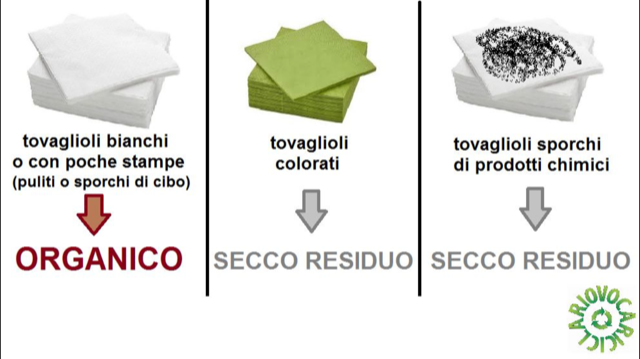 tovaglioli bianchi
o con poche stampe
(puliti o sporchi di cibo)
ORGANICO
tovaglioli
colorati
SECCO RESIDUO
tovaglioli sporchi
di prodotti chimici
SECCO RESIDUO
ARIOVOCARICICL